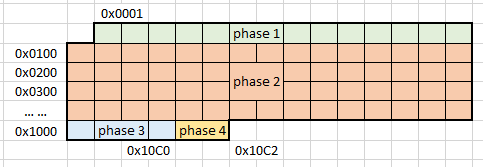 0x0001
phase 1
0x0100
0x0200
phase 2
0x0300
... ...
0x1000 phase 3 phase 4
0x10C0 0x10C2